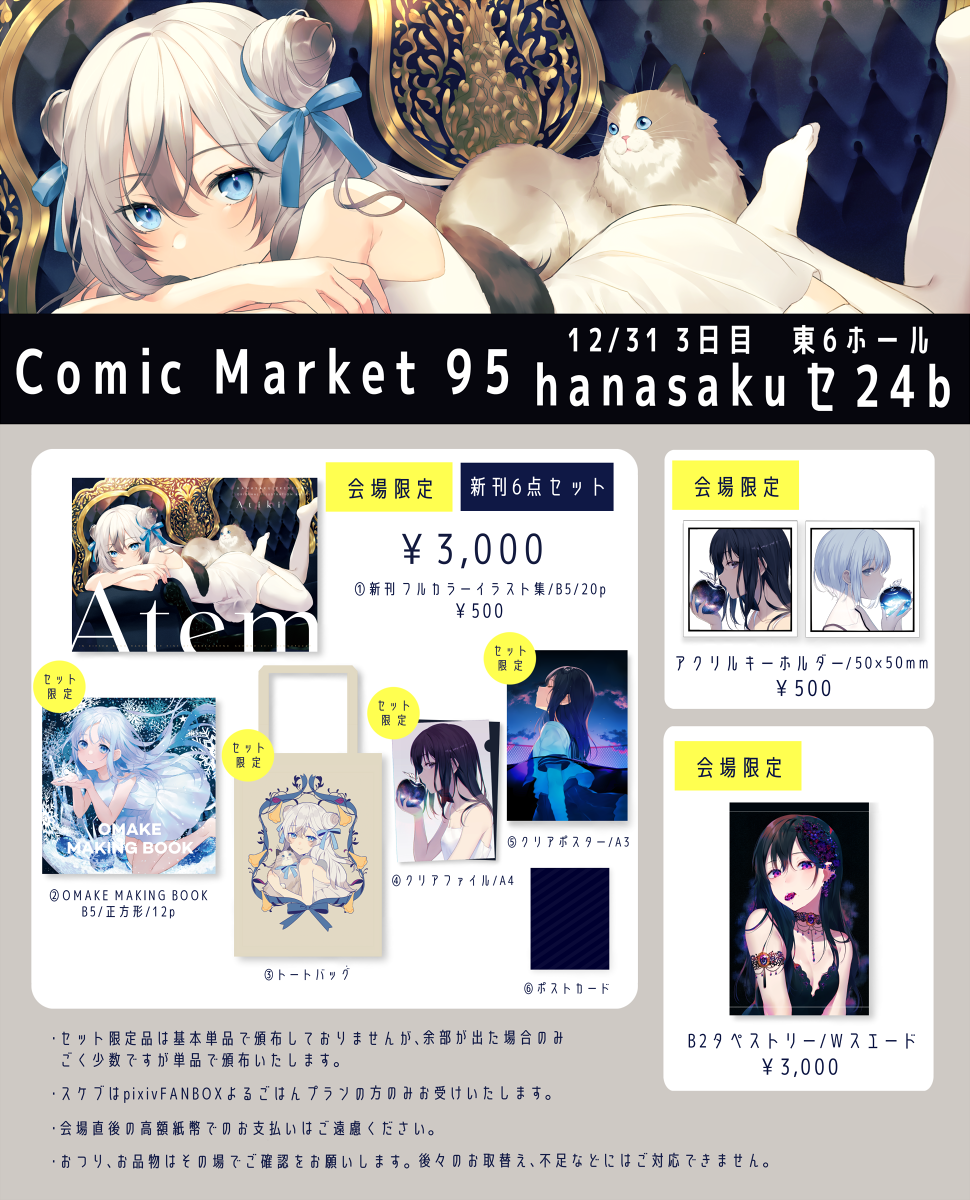 Comic Market 95
12/31 3日目 東6ホール
hanasaku セ 24b
会場限定
新刊6点セット
¥3,000
①新刊 フルカラーイラスト集/B5/20p
¥500
Atem
セット
限定
OMAKE
MAKING BOOK
②OMAKE MAKING BOOK
B5/正方形/12p
セット
限定
③トートバッグ
セット
限定
④クリアファイル/A4
セット
限定
⑤クリアポスター/A3
⑥ポストカード
会場限定
アクリルキーホルダー/50×50mm
¥500
会場限定
B2タペストリー/Wスエード
¥3,000
・セット限定品は基本単品で頒布しておりませんが、余部が出た場合のみ
ごく少数ですが単品で頒布いたします。
・スケブはpixivFANBOXよるごはんプランの方のみお受けいたします。
・会場直後の高額紙幣でのお支払いはご遠慮ください。
・おつり、お品物はその場でご確認をお願いします。後々のお取替え、不足などにはご対応できません。